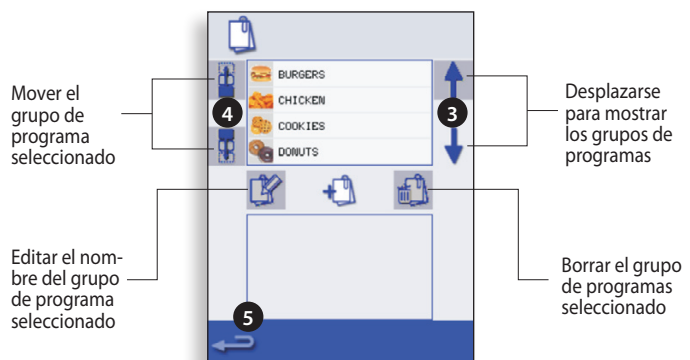 Mover el
grupo de
programa
seleccionado
Editar el nom-
bre del grupo
de programa
seleccionado
BURGERS
CHICKEN
COOKIES
DONUTS
4
3
5
Desplazarse
para mostrar
los grupos de
programas
Borrar el grupo
de programas
seleccionado